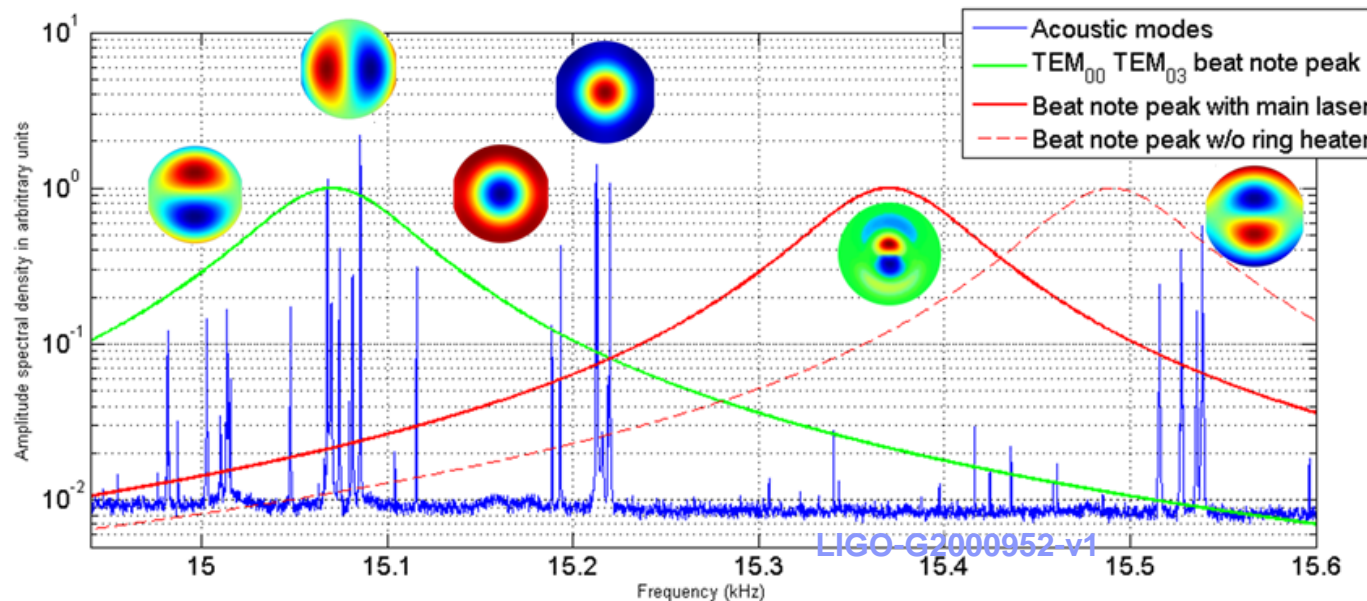 Acoustic modes
TEM00 TEM03 beat note peak
Beat note peak with main laser
Beat note peak w/o ring heater
10^1
10^0
10^-1
10^-2
Amplitude spectral density in arbritrary units
15
15.1
15.2
15.3
15.4
15.5
15.6
LIGO-G2000952-v1
Frequency (kHz)